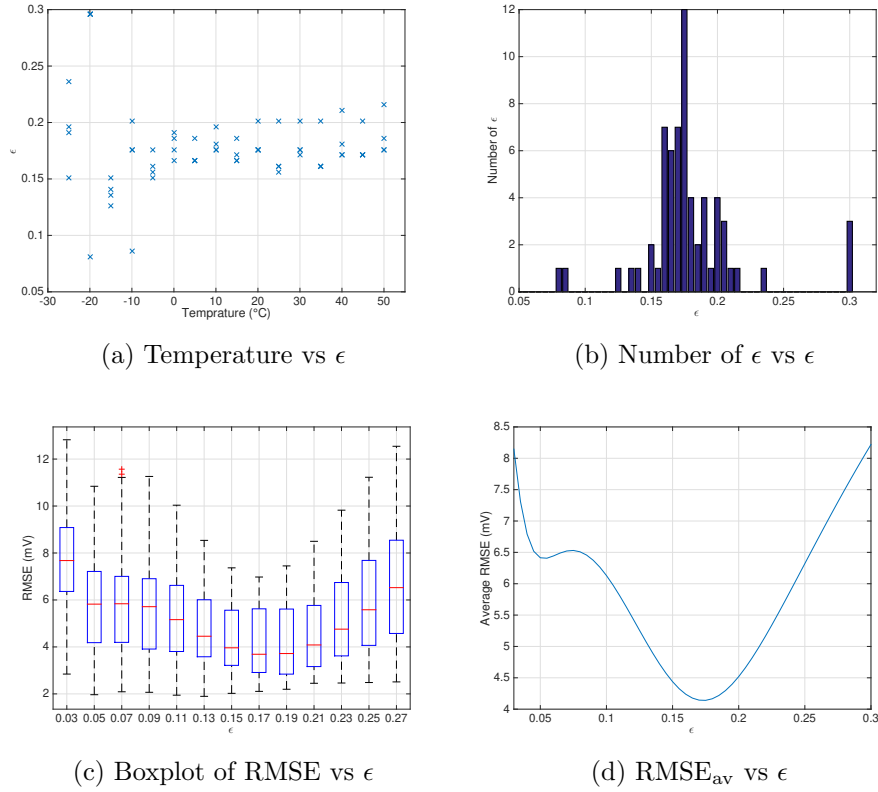 0.3
0.25
0.2
0.15
0.1
0.05
ϵ
-30 -20 -10 0 10 20 30 40 50
Temprature (°C)
(a) Temperature vs ϵ
12
10
8
6
4
2
0
Number of ϵ
0.05 0.1 0.15 0.2 0.25 0.3
ϵ
(b) Number of ϵ vs ϵ
12
10
8
6
4
2
RMSE (mV)
0.03 0.05 0.07 0.09 0.11 0.13 0.15 0.17 0.19 0.21 0.23 0.25 0.27
ϵ
(c) Boxplot of RMSE vs ϵ
8.5
8
7.5
7
6.5
6
5.5
5
4.5
4
Average RMSE (mV)
0.05 0.1 0.15 0.2 0.25 0.3
ϵ
(d) RMSEav vs ϵ